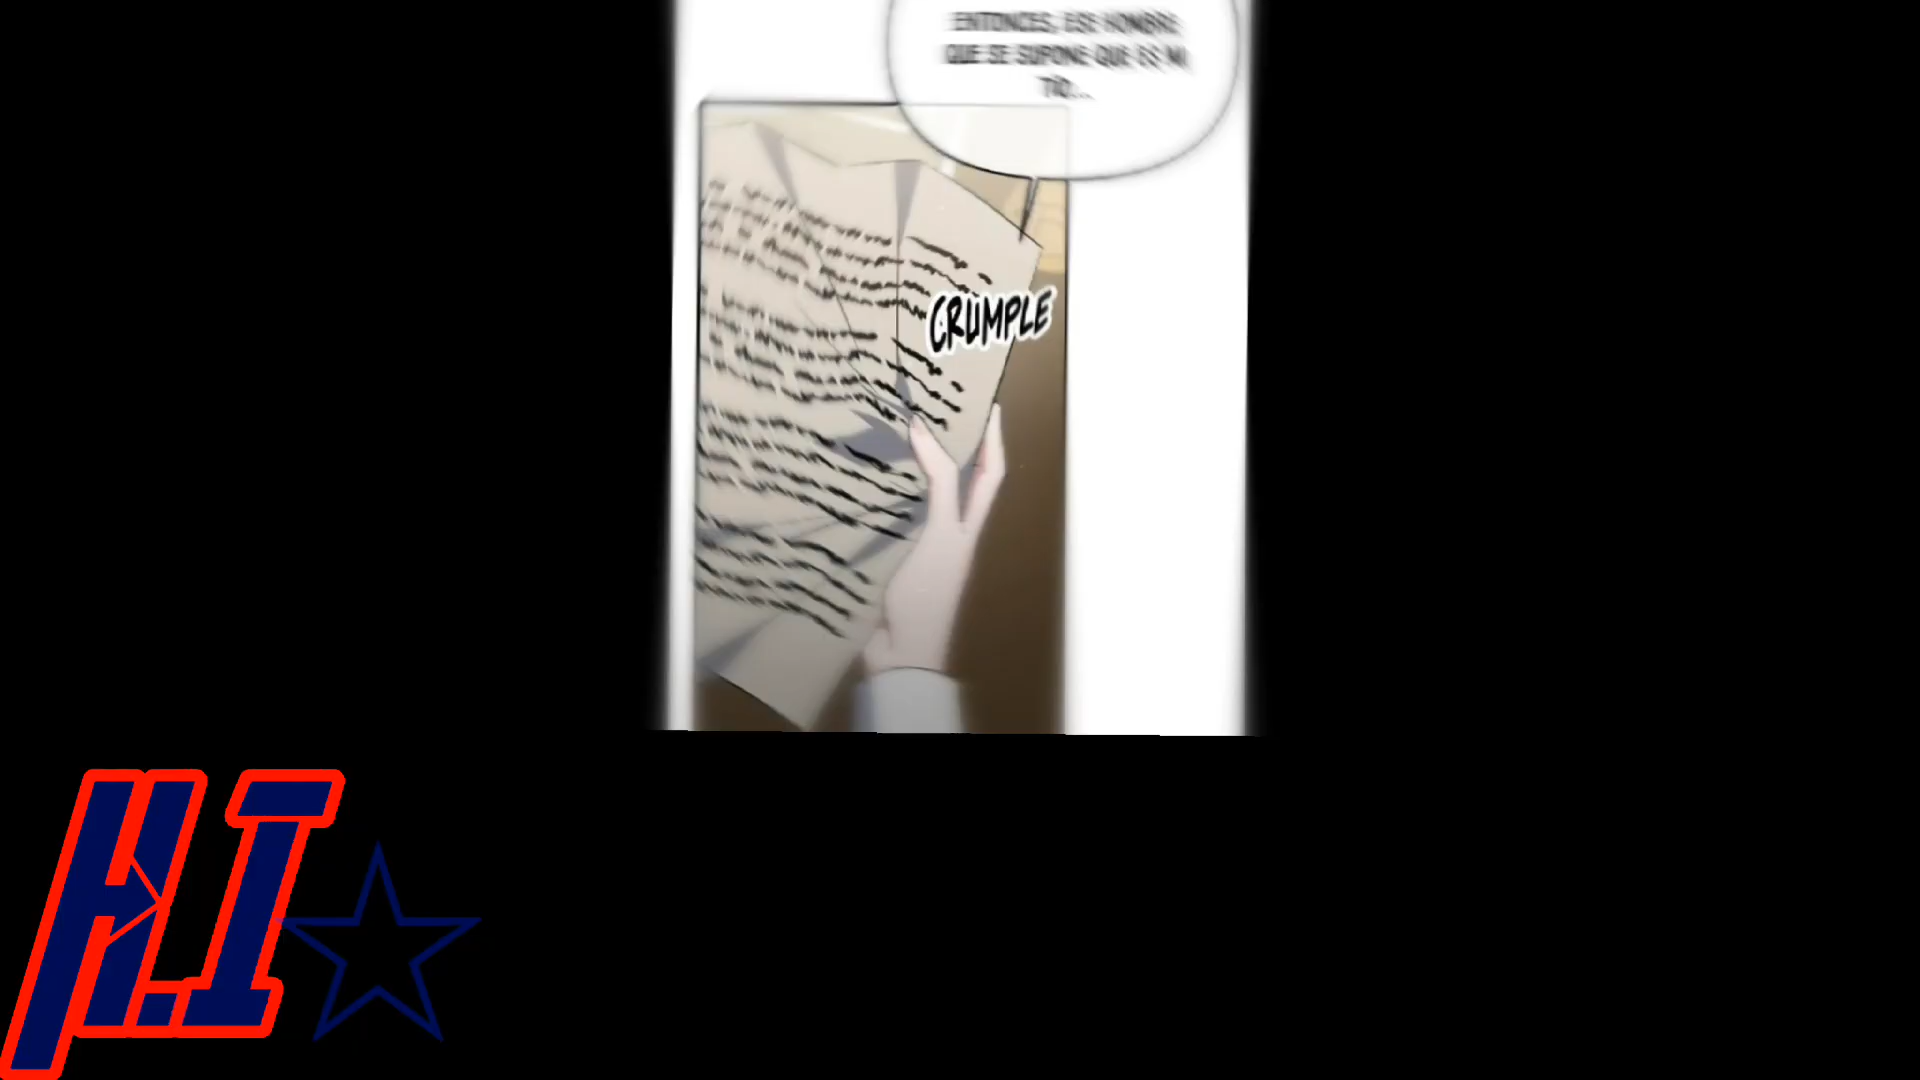 ENTONCES, ESE HOMBRE
QUE SE SUPONE QUE ES MI
TÍO...
CRUMPLE
H.I